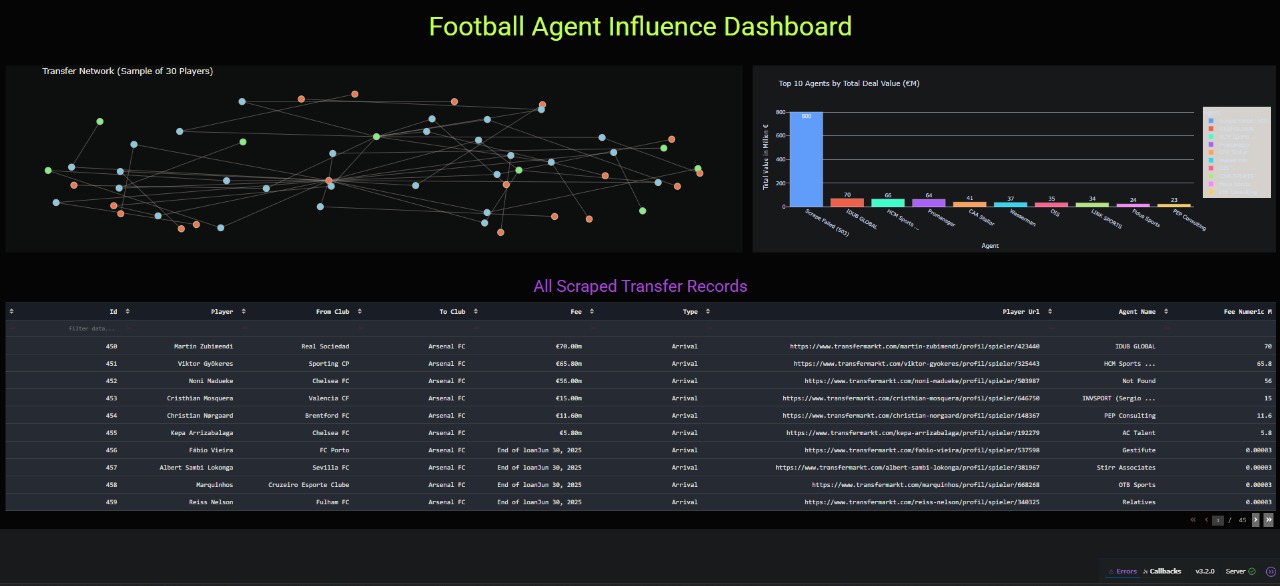 Football Agent Influence Dashboard
Transfer Network (Sample of 30 Players)
Top 10 Agents by Total Deal Value (€M)
Total Value in Million €
800
600
400
200
0
800 70 66 64 41 37 35 34 24 23
Scrape Failed (503) IDUB GLOBAL HCM Sports ... Promanager CAA Stellar Wasserman LINK SPORTS Fidus Sports PEP Consulting
Agent
All Scraped Transfer Records
Id Player From Club To Club Fee Type Player Url Agent Name Fee Numeric M
filter data...
450 Martín Zubimendi Real Sociedad Arsenal FC €70.00m Arrival https://www.transfermarkt.com/martin-zubimendi/profil/spieler/423440 IDUB GLOBAL 70
451 Viktor Gyökeres Sporting CP Arsenal FC €65.80m Arrival https://www.transfermarkt.com/viktor-gyokeres/profil/spieler/325443 HCM Sports ... 65.8
452 Noni Madueke Chelsea FC Arsenal FC €56.00m Arrival https://www.transfermarkt.com/noni-madueke/profil/spieler/503987 Not Found 56
453 Cristhian Mosquera Valencia CF Arsenal FC €15.00m Arrival https://www.transfermarkt.com/cristhian-mosquera/profil/spieler/646750 INVSPORT (Sergio ... 15
454 Christian Nørgaard Brentford FC Arsenal FC €11.60m Arrival https://www.transfermarkt.com/christian-norgaard/profil/spieler/148367 PEP Consulting 11.6
455 Kepa Arrizabalaga Chelsea FC Arsenal FC €5.80m Arrival https://www.transfermarkt.com/kepa-arrizabalaga/profil/spieler/192279 AC Talent 5.8
456 Fábio Vieira FC Porto Arsenal FC End of loanJun 30, 2025 Arrival https://www.transfermarkt.com/fabio-vieira/profil/spieler/537598 Gestifute 0.00003
457 Albert Sambi Lokonga Sevilla FC Arsenal FC End of loanJun 30, 2025 Arrival https://www.transfermarkt.com/albert-sambi-lokonga/profil/spieler/381967 Stirr Associates 0.00003
458 Marquinhos Cruzeiro Esporte Clube Arsenal FC End of loanJun 30, 2025 Arrival https://www.transfermarkt.com/marquinhos/profil/spieler/668268 OTB Sports 0.00003
459 Reiss Nelson Fulham FC Arsenal FC End of loanJun 30, 2025 Arrival https://www.transfermarkt.com/reiss-nelson/profil/spieler/340325 Relatives 0.00003
1 / 45
Errors Callbacks v3.2.0 Server